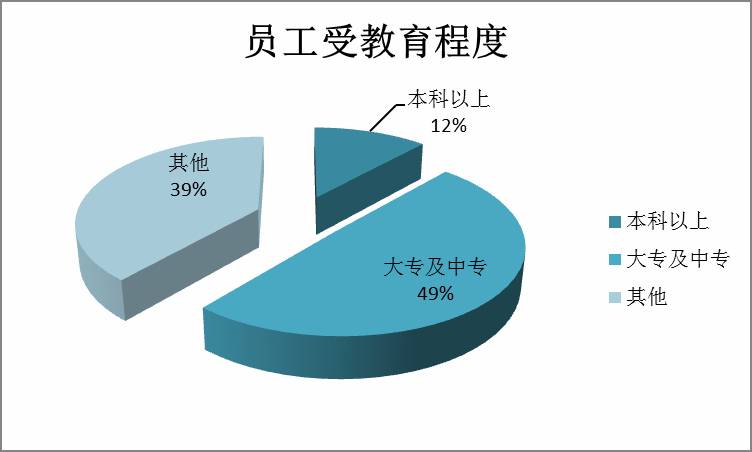 员工受教育程度
本科以上
12%
其他
39%
大专及中专
49%
本科以上
大专及中专
其他